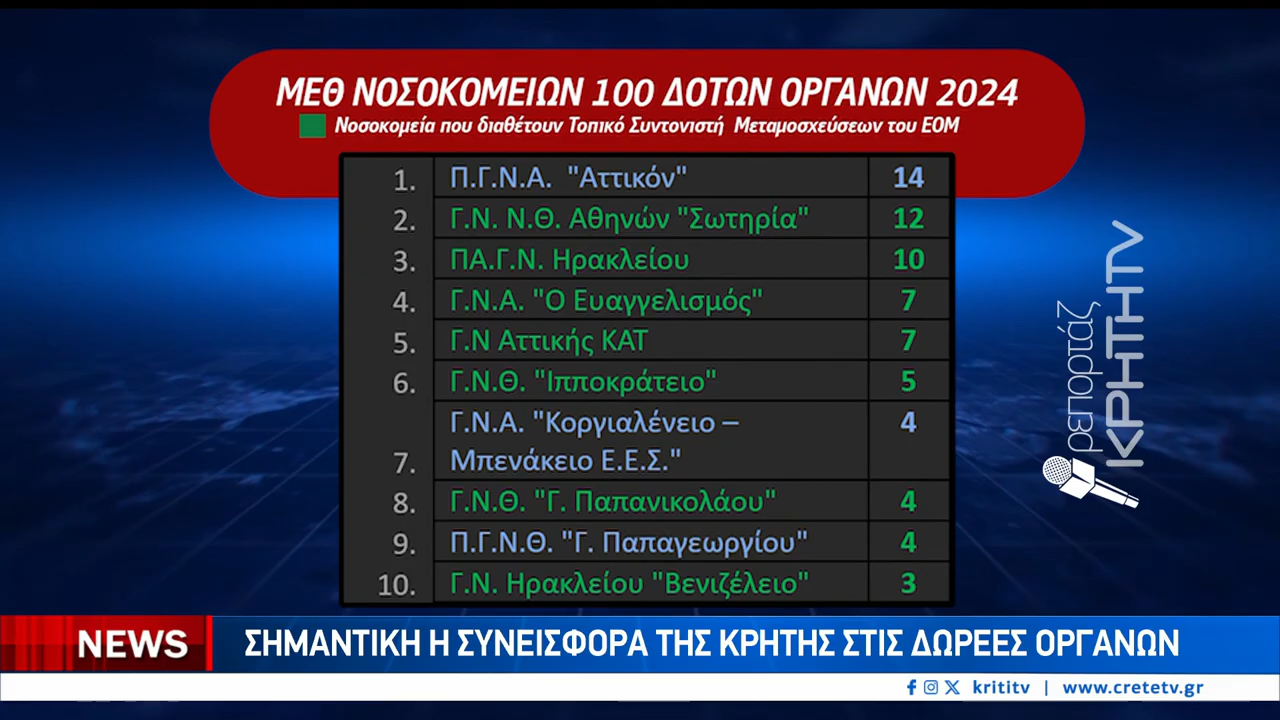 ΜΕΘ ΝΟΣΟΚΟΜΕΙΩΝ 100 ΔΟΤΩΝ ΟΡΓΑΝΩΝ 2024
Νοσοκομεία που διαθέτουν Τοπικό Συντονιστή Μεταμοσχεύσεων του ΕΟΜ
1. Π.Γ.Ν.Α. "Αττικόν" 14
2. Γ.Ν. Ν.Θ. Αθηνών "Σωτηρία" 12
3. ΠΑ.Γ.Ν. Ηρακλείου 10
4. Γ.Ν.Α. "Ο Ευαγγελισμός" 7
5. Γ.Ν Αττικής ΚΑΤ 7
6. Γ.Ν.Θ. "Ιπποκράτειο" 5
Γ.Ν.Α. "Κοργιαλένειο – 4
7. Μπενάκειο Ε.Ε.Σ."
8. Γ.Ν.Θ. "Γ. Παπανικολάου" 4
9. Π.Γ.Ν.Θ. "Γ. Παπαγεωργίου" 4
10. Γ.Ν. Ηρακλείου "Βενιζέλειο" 3
ρεπορτάζ
ΚΡΗΤΗTV
NEWS ΣΗΜΑΝΤΙΚΗ Η ΣΥΝΕΙΣΦΟΡΑ ΤΗΣ ΚΡΗΤΗΣ ΣΤΙΣ ΔΩΡΕΕΣ ΟΡΓΑΝΩΝ
krititv | www.cretetv.gr